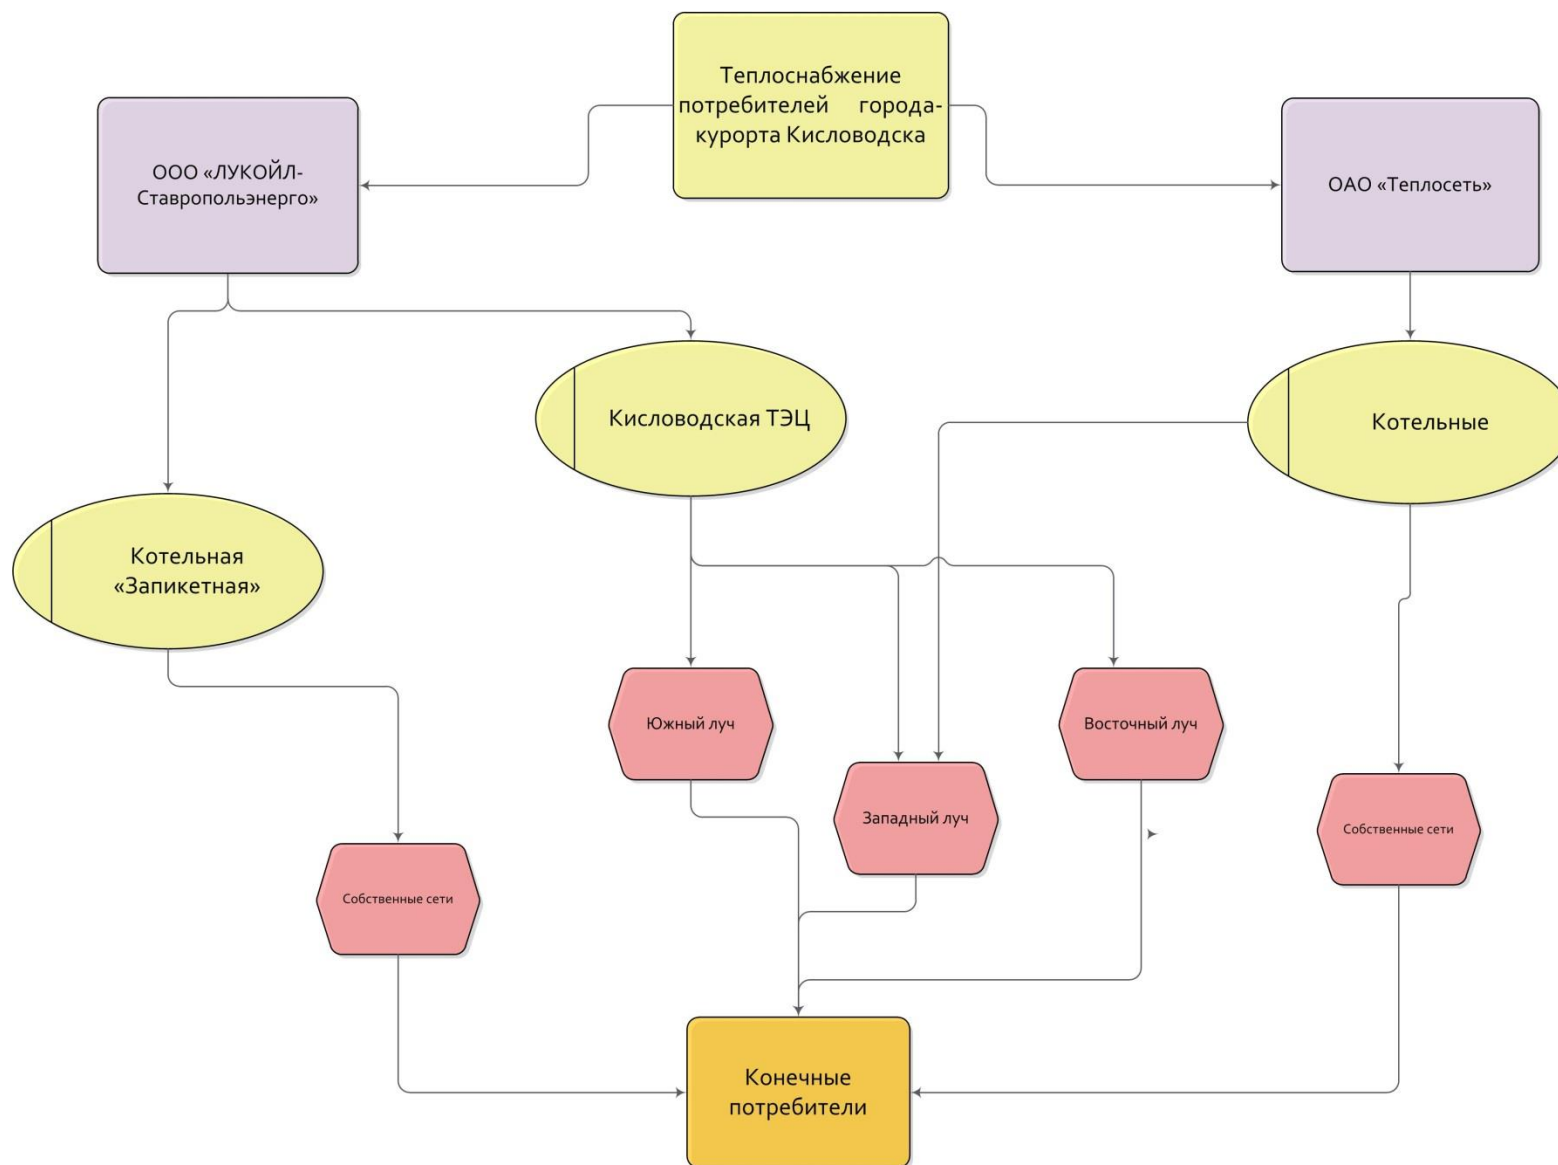 Теплоснабжение
потребителей города-
курорта Кисловодска
ООО «ЛУКОЙЛ-
Ставропольэнерго»
ОАО «Теплосеть»
Кисловодская ТЭЦ
Котельные
Котельная
«Запикетная»
Южный луч
Восточный луч
Западный луч
Собственные сети
Собственные сети
Конечные
потребители